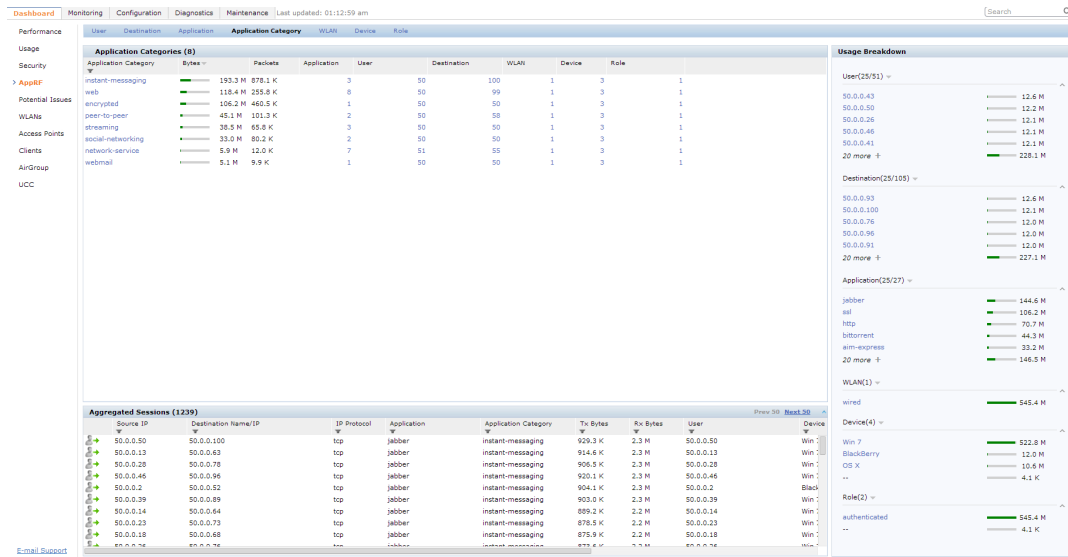 Dashboard Monitoring Configuration Diagnostics Maintenance Last updated: 01:12:59 am Search
Performance
Usage
Security
> AppRF
Potential Issues
WLANs
Access Points
Clients
AirGroup
UCC
E-mail Support
User Destination Application Application Category WLAN Device Role
Application Categories (8)
Application Category Bytes Packets Application User Destination WLAN Device Role
instant-messaging 193.3 M 878.1 K 3 50 100 1 3 1
web 118.4 M 255.8 K 8 50 99 1 3 1
encrypted 106.2 M 460.5 K 1 50 50 1 3 1
peer-to-peer 45.1 M 101.3 K 2 50 58 1 3 1
streaming 38.5 M 65.8 K 3 50 50 1 3 1
social-networking 33.0 M 80.2 K 2 50 50 1 3 1
network-service 5.9 M 12.0 K 7 51 55 1 3 1
webmail 5.1 M 9.9 K 1 50 50 1 3 1
Aggregated Sessions (1239) Prev 50 Next 50
Source IP Destination Name/IP IP Protocol Application Application Category Tx Bytes Rx Bytes User Device
50.0.0.50 50.0.0.100 tcp jabber instant-messaging 929.3 K 2.3 M 50.0.0.50 Win 7
50.0.0.13 50.0.0.63 tcp jabber instant-messaging 914.6 K 2.3 M 50.0.0.13 Win 7
50.0.0.28 50.0.0.78 tcp jabber instant-messaging 906.5 K 2.3 M 50.0.0.28 Win 7
50.0.0.46 50.0.0.96 tcp jabber instant-messaging 920.1 K 2.3 M 50.0.0.46 Win 7
50.0.0.2 50.0.0.52 tcp jabber instant-messaging 904.1 K 2.3 M 50.0.0.2 Black
50.0.0.39 50.0.0.89 tcp jabber instant-messaging 903.0 K 2.3 M 50.0.0.39 Win 7
50.0.0.14 50.0.0.64 tcp jabber instant-messaging 889.2 K 2.2 M 50.0.0.14 Win 7
50.0.0.23 50.0.0.73 tcp jabber instant-messaging 878.5 K 2.2 M 50.0.0.23 Win 7
50.0.0.18 50.0.0.68 tcp jabber instant-messaging 875.9 K 2.2 M 50.0.0.18 Win 7
Usage Breakdown
User(25/51)
50.0.0.43 12.6 M
50.0.0.50 12.2 M
50.0.0.26 12.1 M
50.0.0.46 12.1 M
50.0.0.41 12.1 M
20 more + 228.1 M
Destination(25/105)
50.0.0.93 12.6 M
50.0.0.100 12.1 M
50.0.0.76 12.0 M
50.0.0.96 12.0 M
50.0.0.91 12.0 M
20 more + 227.1 M
Application(25/27)
jabber 144.6 M
ssl 106.2 M
http 70.7 M
bittorrent 44.3 M
aim-express 33.2 M
20 more + 146.5 M
WLAN(1)
wired 545.4 M
Device(4)
Win 7 522.8 M
BlackBerry 12.0 M
OS X 10.6 M
-- 4.1 K
Role(2)
authenticated 545.4 M
-- 4.1 K